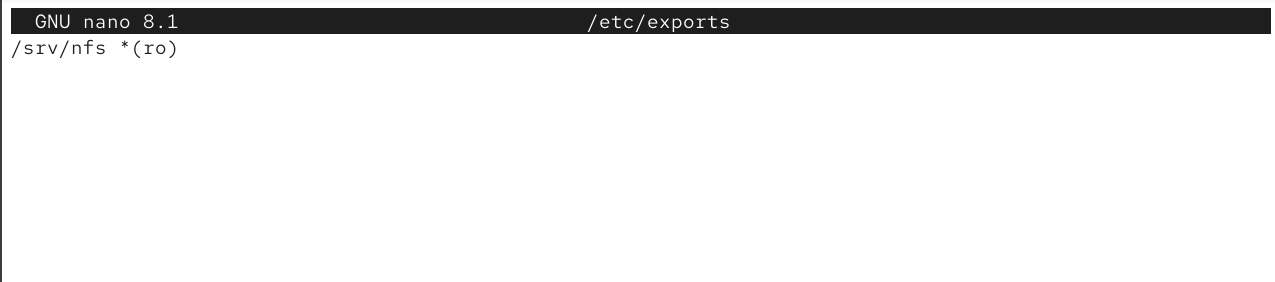 GNU nano 8.1 /etc/exports
/srv/nfs *(ro)